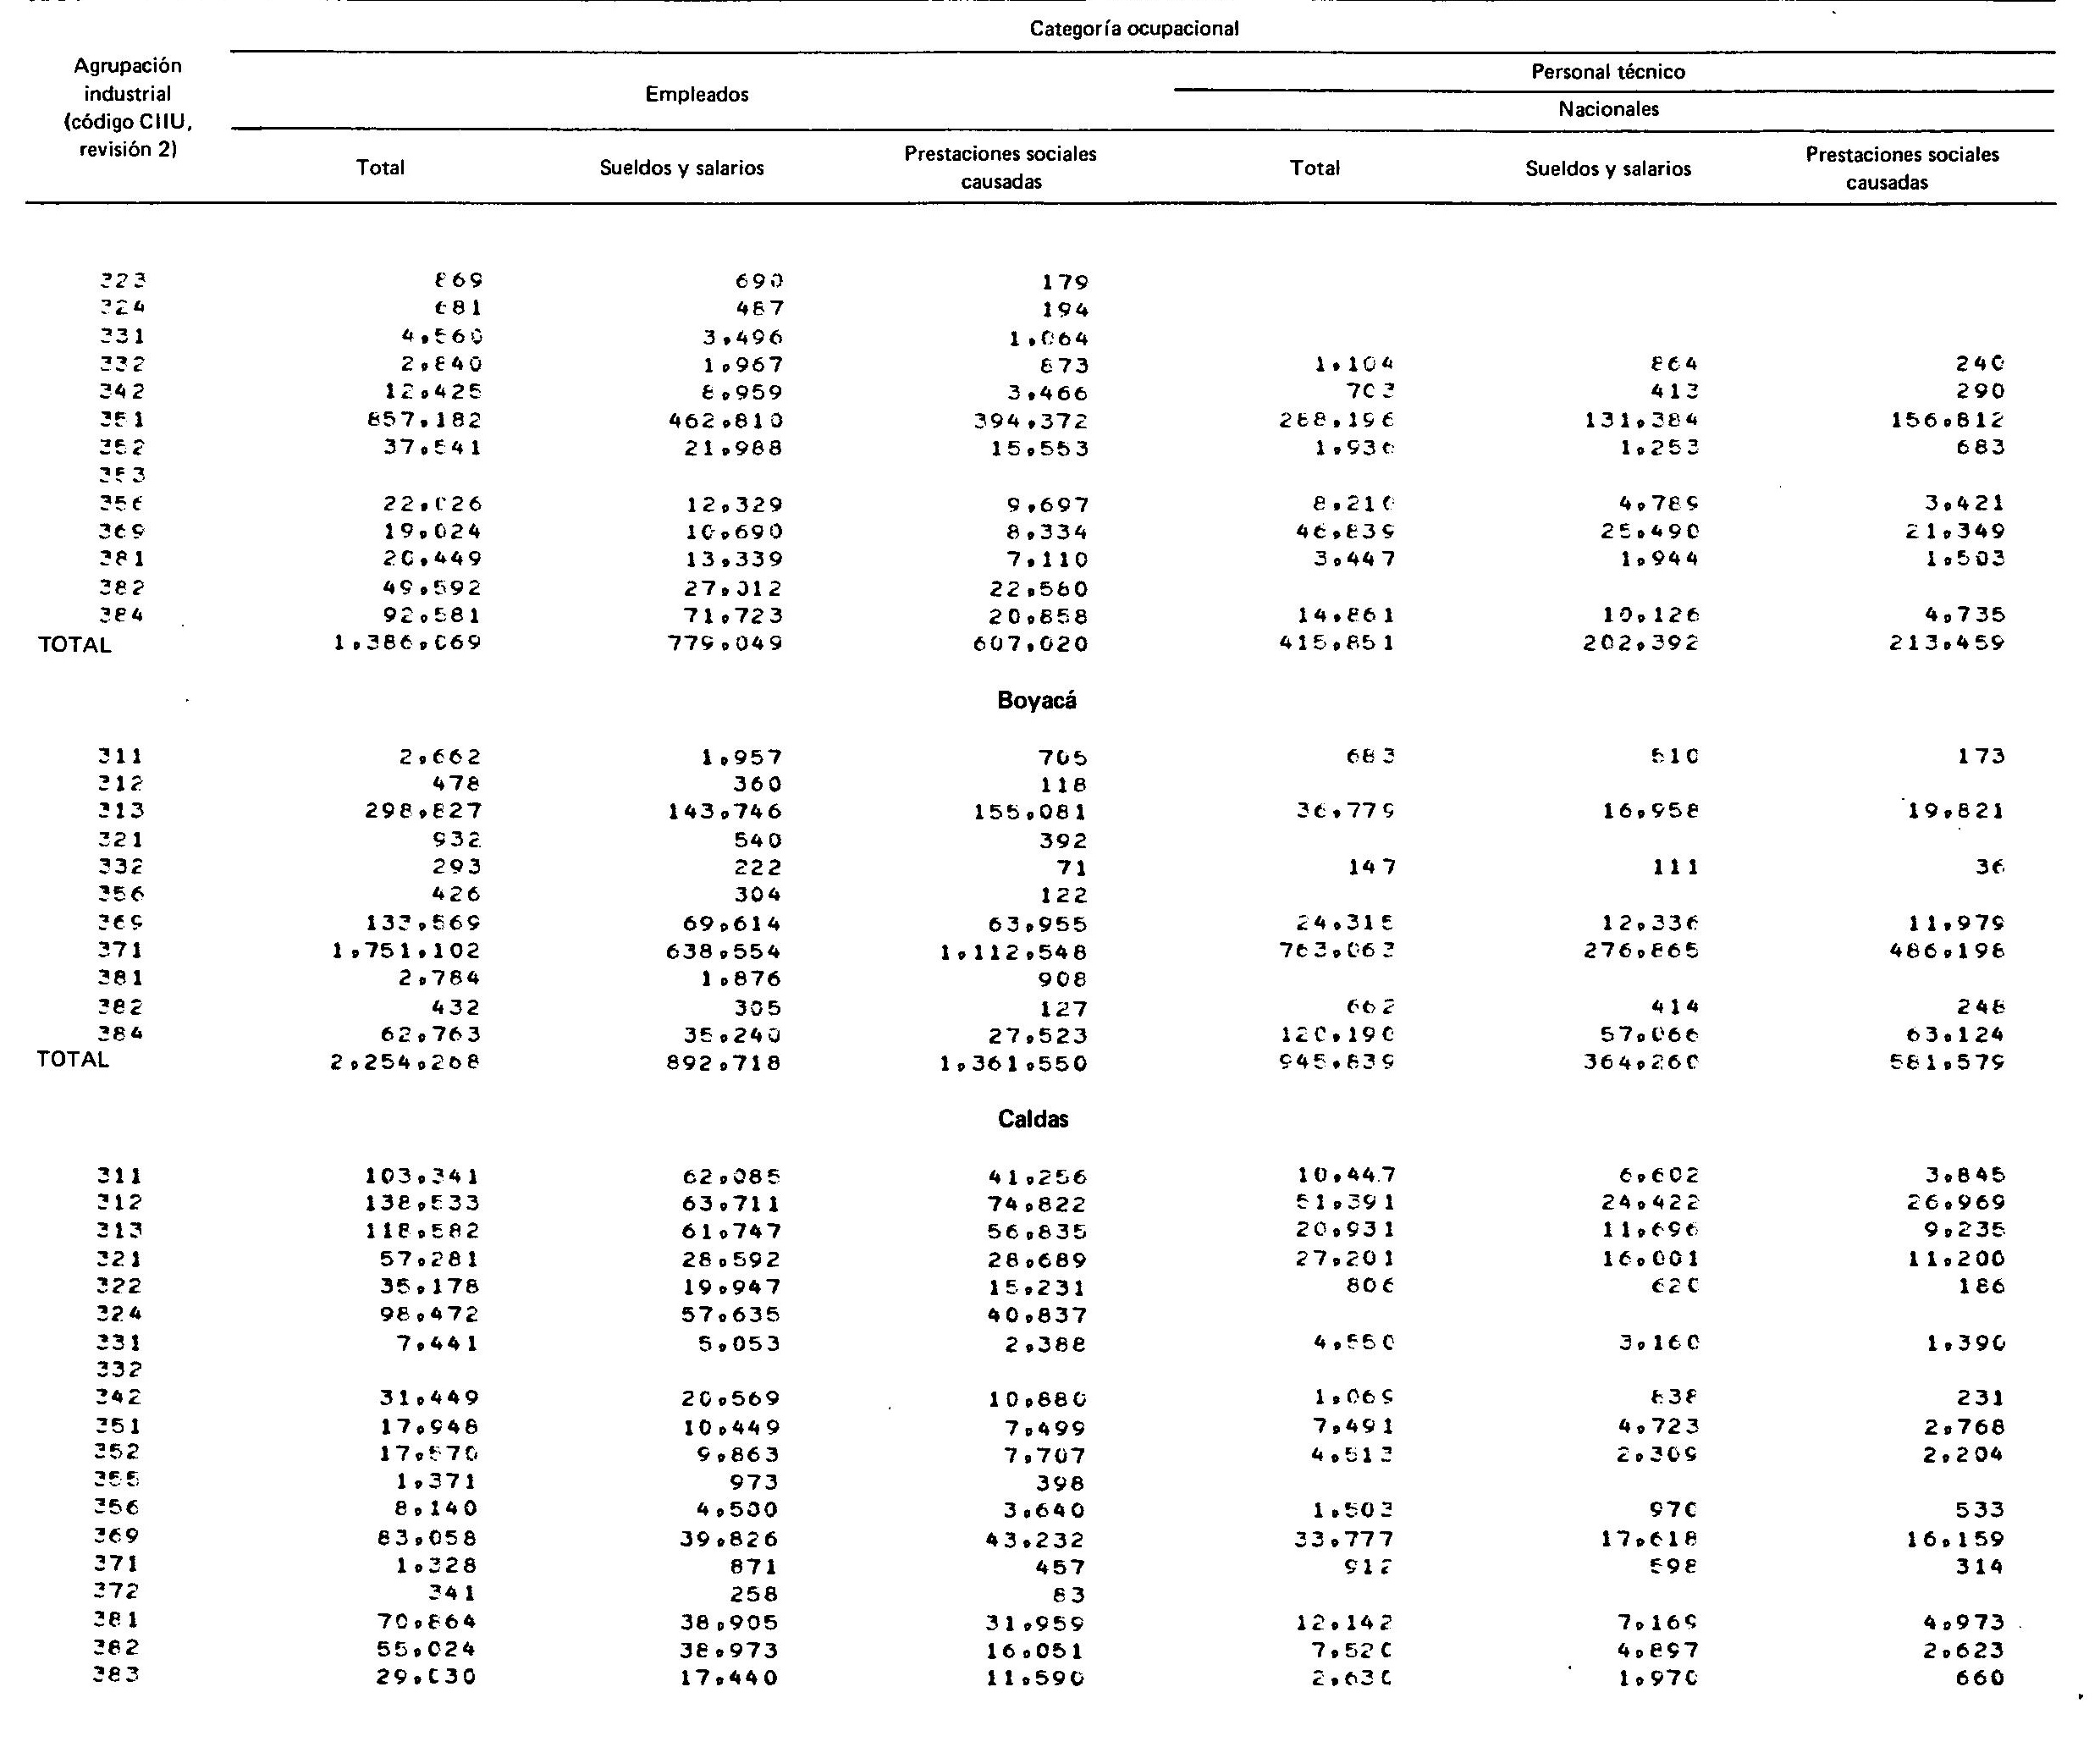 Categoría ocupacional
Agrupación industrial (código CIIU, revisión 2)
Empleados
Personal técnico
Nacionales
Total Sueldos y salarios Prestaciones sociales causadas Total Sueldos y salarios Prestaciones sociales causadas
323 869 690 179
324 681 487 194
331 4,560 3,496 1,064
332 2,840 1,967 873 1,104 864 240
342 12,425 8,959 3,466 703 413 290
351 857,182 462,810 394,372 288,196 131,384 156,812
352 37,541 21,988 15,553 1,936 1,253 683
353
356 22,026 12,329 9,697 8,210 4,789 3,421
369 19,024 10,690 8,334 46,839 25,490 21,349
381 20,449 13,339 7,110 3,447 1,944 1,503
382 49,592 27,012 22,580
384 92,581 71,723 20,858 14,861 10,126 4,735
TOTAL 1,386,069 779,049 607,020 415,851 202,392 213,459
Boyacá
311 2,662 1,957 705 683 510 173
312 478 360 118
313 298,827 143,746 155,081 36,779 16,958 19,821
321 932 540 392
332 293 222 71 147 111 36
356 426 304 122
369 133,569 69,614 63,955 24,315 12,336 11,979
371 1,751,102 638,554 1,112,548 763,063 276,865 486,198
381 2,784 1,876 908
382 432 305 127 662 414 248
384 62,763 35,240 27,523 120,190 57,066 63,124
TOTAL 2,254,268 892,718 1,361,550 945,839 364,260 581,579
Caldas
311 103,341 62,085 41,256 10,447 6,602 3,845
312 138,533 63,711 74,822 51,391 24,422 26,969
313 118,582 61,747 56,835 20,931 11,696 9,235
321 57,281 28,592 28,689 27,201 16,001 11,200
322 35,178 19,947 15,231 806 620 186
324 98,472 57,635 40,837
331 7,441 5,053 2,388 4,550 3,160 1,390
332
342 31,449 20,569 10,880 1,069 838 231
351 17,948 10,449 7,499 7,491 4,723 2,768
352 17,570 9,863 7,707 4,513 2,309 2,204
355 1,371 973 398
356 8,140 4,500 3,640 1,503 970 533
369 83,058 39,826 43,232 33,777 17,618 16,159
371 1,328 871 457 912 598 314
372 341 258 83
381 70,864 38,905 31,959 12,142 7,169 4,973
382 55,024 38,973 16,051 7,520 4,897 2,623
383 29,030 17,440 11,590 2,630 1,970 660